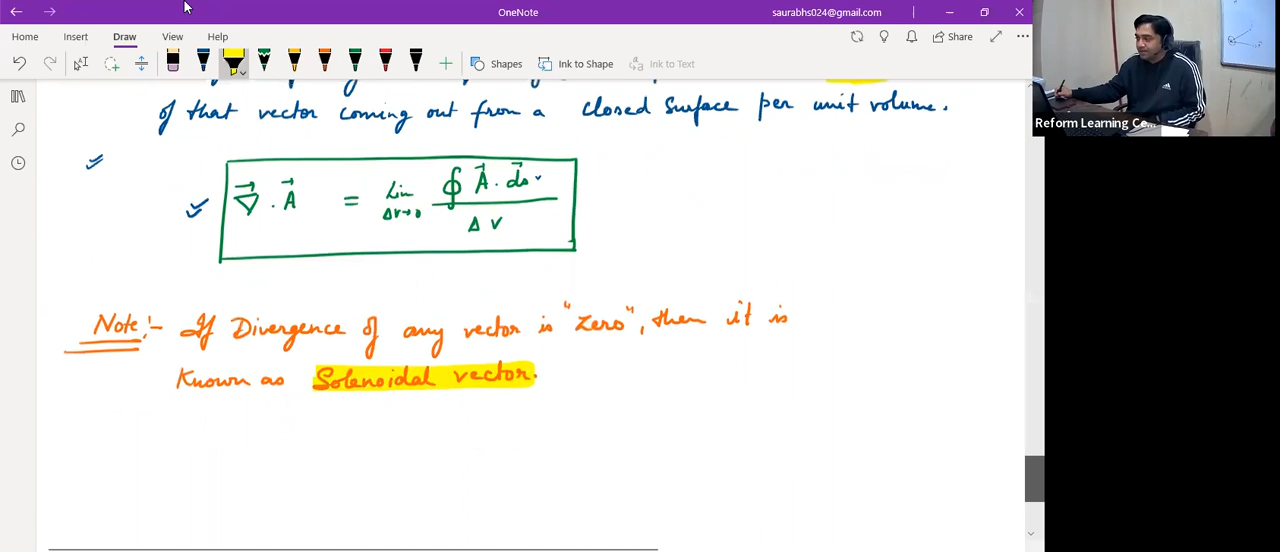 OneNote
saurabhs024@gmail.com
Home Insert Draw View Help
Share
Shapes Ink to Shape Ink to Text
of that vector coming out from a closed surface per unit volume.
∇⃗ . A⃗ = Lim Δv→0 ∮ A⃗ . ds⃗ / Δv
Note:- If Divergence of any vector is "Zero", then it is
Known as Solenoidal vector.
Reform Learning Ce...